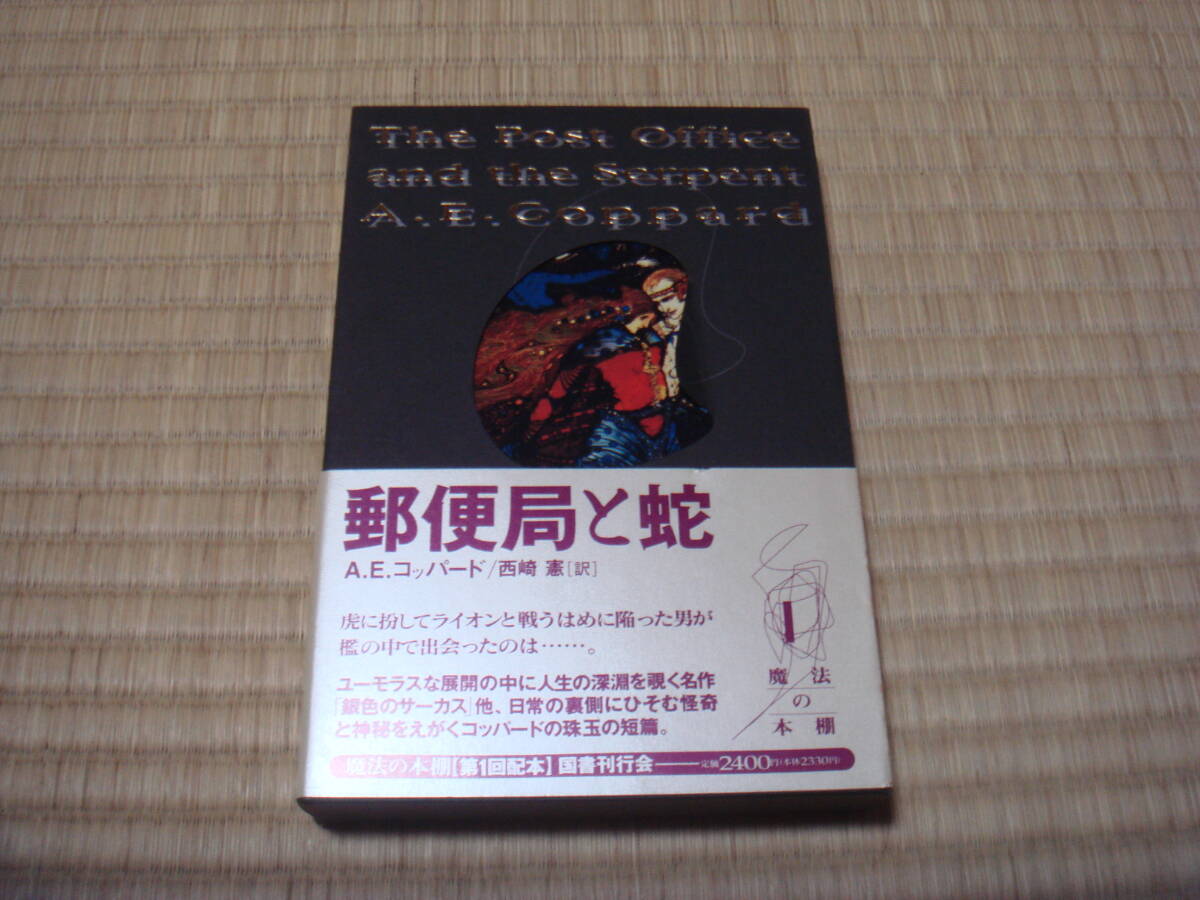 The Post Office
and the Serpent
A.E.Coppard
郵便局と蛇
A.E.コッパード/西崎 憲[訳]
虎に扮してライオンと戦うはめに陥った男が
檻の中で出会ったのは……。
ユーモラスな展開の中に人生の深淵を覗く名作
「銀色のサーカス」他、日常の裏側にひそむ怪奇
と神秘をえがくコッパードの珠玉の短篇。
I
魔法
の
本棚
魔法の本棚[第1回配本]国書刊行会――定価2400円(本体2330円)